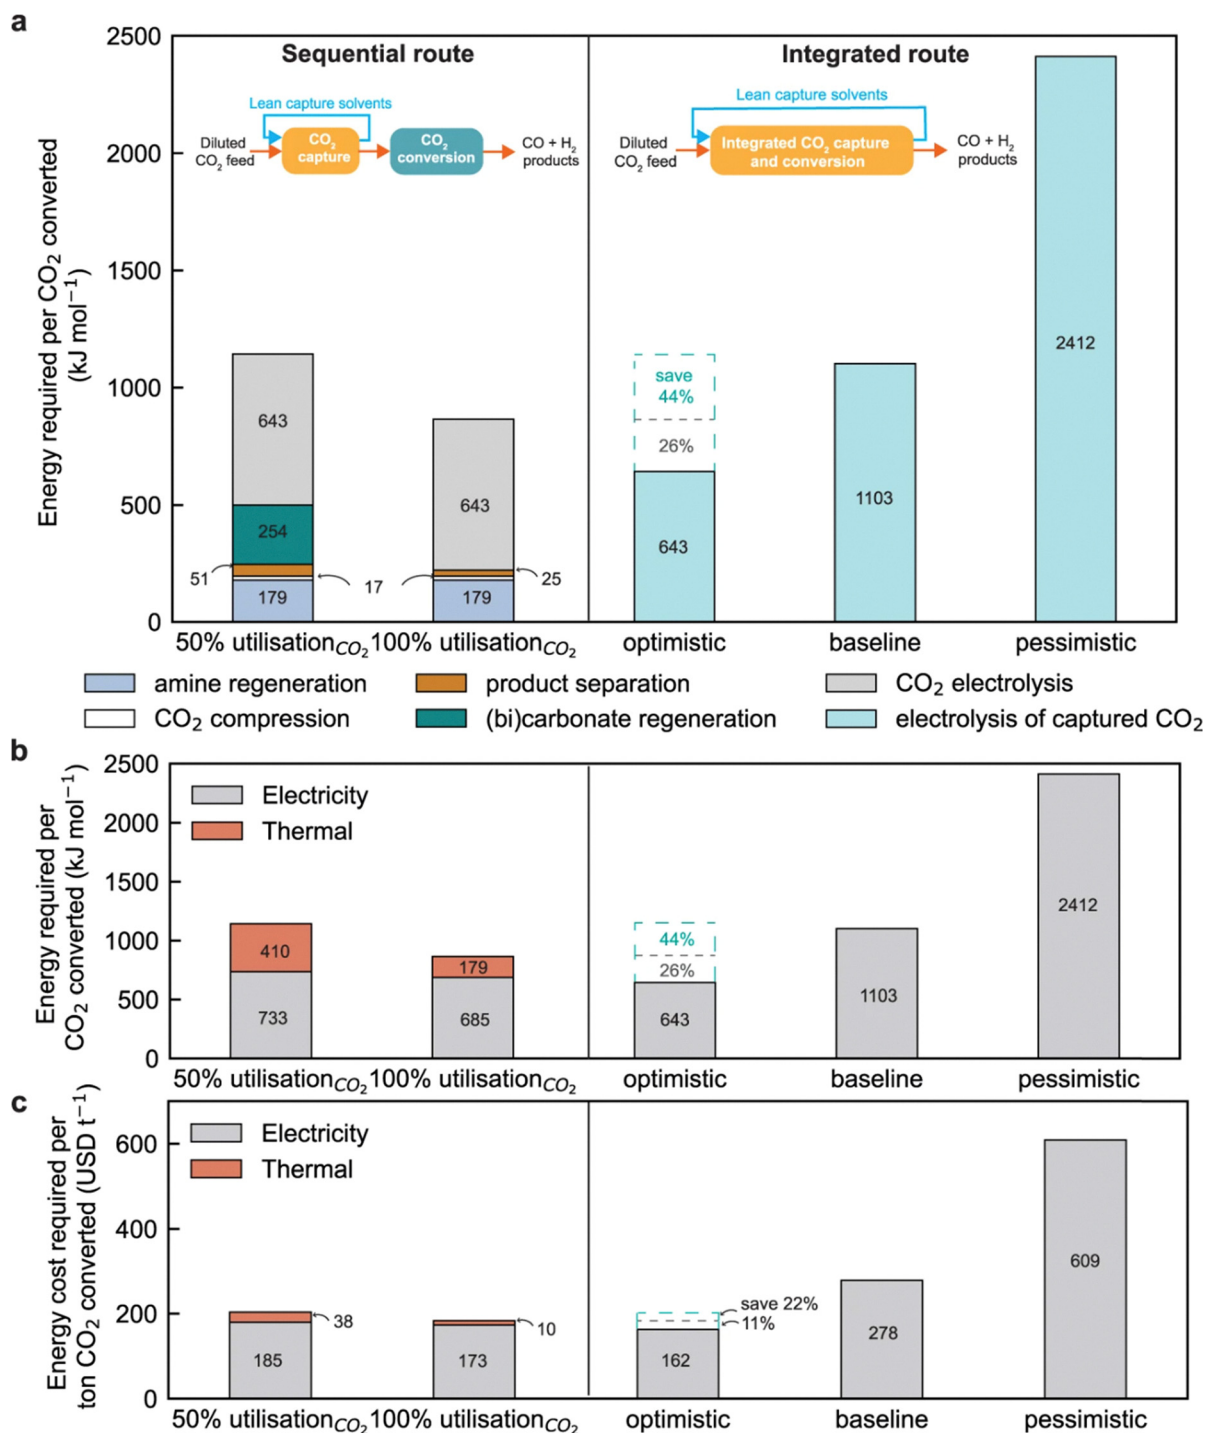 a
Energy required per CO₂ converted
(kJ mol⁻¹)
2500
2000
1500
1000
500
0
Sequential route
Lean capture solvents
Diluted
CO₂ feed
CO₂
capture
CO₂
conversion
CO + H₂
products
Integrated route
Lean capture solvents
Diluted
CO₂ feed
Integrated CO₂ capture
and conversion
CO + H₂
products
643
254
51
179
17
643
25
179
save
44%
26%
643
1103
2412
50% utilisation_CO₂ 100% utilisation_CO₂ optimistic baseline pessimistic
amine regeneration product separation CO₂ electrolysis
CO₂ compression (bi)carbonate regeneration electrolysis of captured CO₂
b
Energy required per
CO₂ converted (kJ mol⁻¹)
2500
2000
1500
1000
500
0
Electricity
Thermal
410
733
179
685
44%
26%
643
1103
2412
50% utilisation_CO₂ 100% utilisation_CO₂ optimistic baseline pessimistic
c
Energy cost required per
ton CO₂ converted (USD t⁻¹)
600
400
200
0
Electricity
Thermal
38
185
10
173
save 22%
11%
162
278
609
50% utilisation_CO₂ 100% utilisation_CO₂ optimistic baseline pessimistic